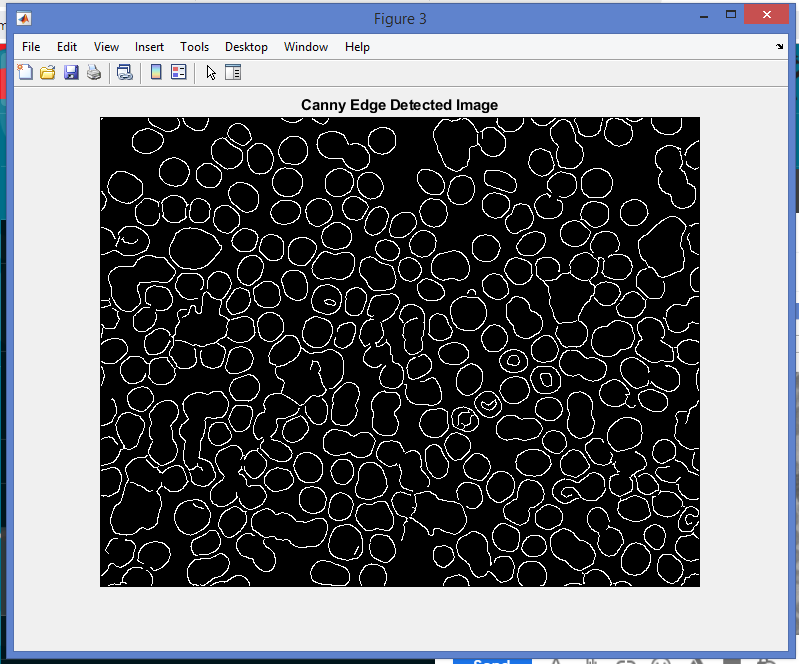 Figure 3
File Edit View Insert Tools Desktop Window Help
Canny Edge Detected Image
Send